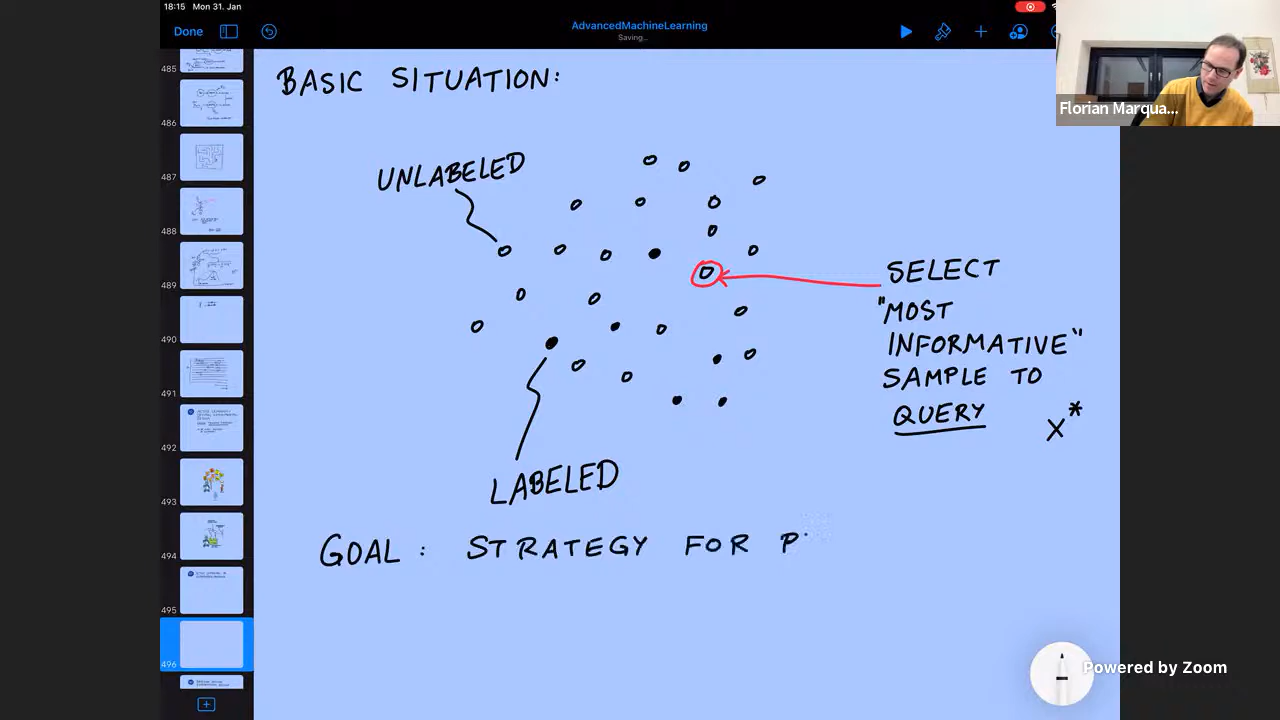 18:15 Mon 31. Jan
Done
AdvancedMachineLearning
Saving...
Florian Marqua...
485
486
487
488
489
490
491
492
493
494
495
496
BASIC SITUATION:
UNLABELED
SELECT
"MOST
INFORMATIVE"
SAMPLE TO
QUERY
X*
LABELED
GOAL: STRATEGY FOR P
Powered by Zoom